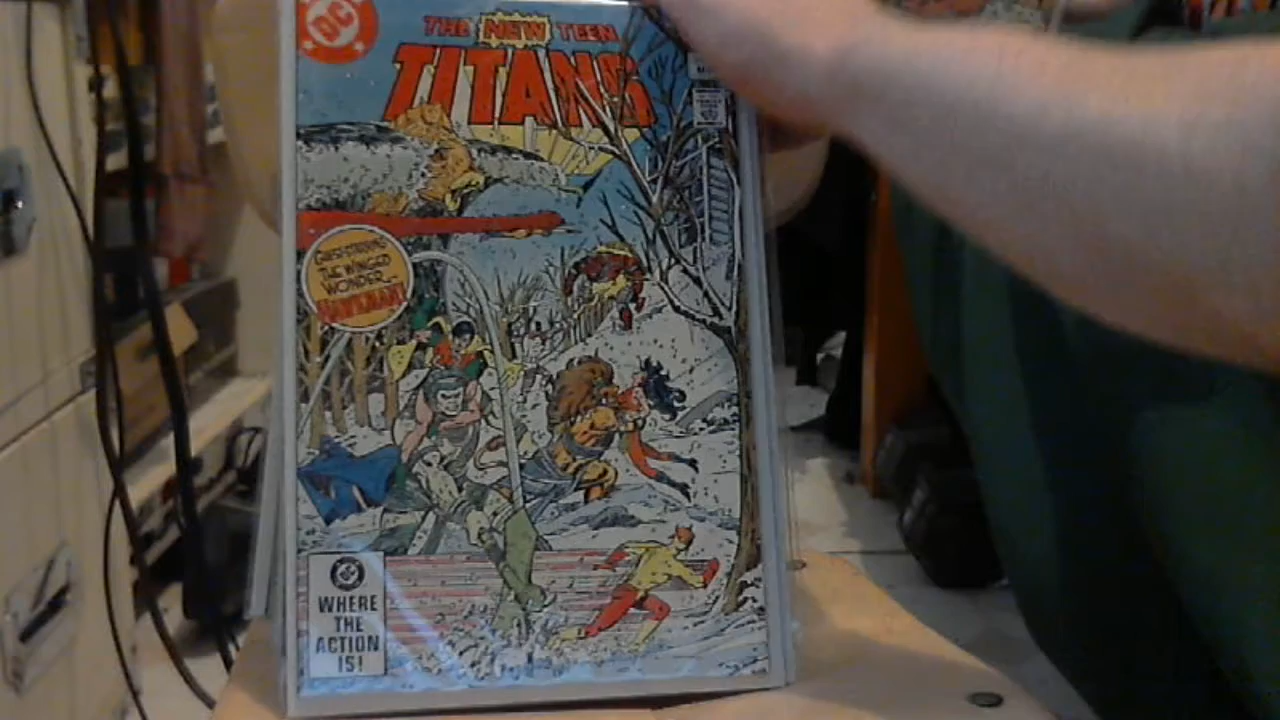 DC
THE NEW TEEN
TITANS
GUEST-STARRING
THE WINGED
WONDER--
HAWKMAN!
DC
WHERE
THE
ACTION
IS!